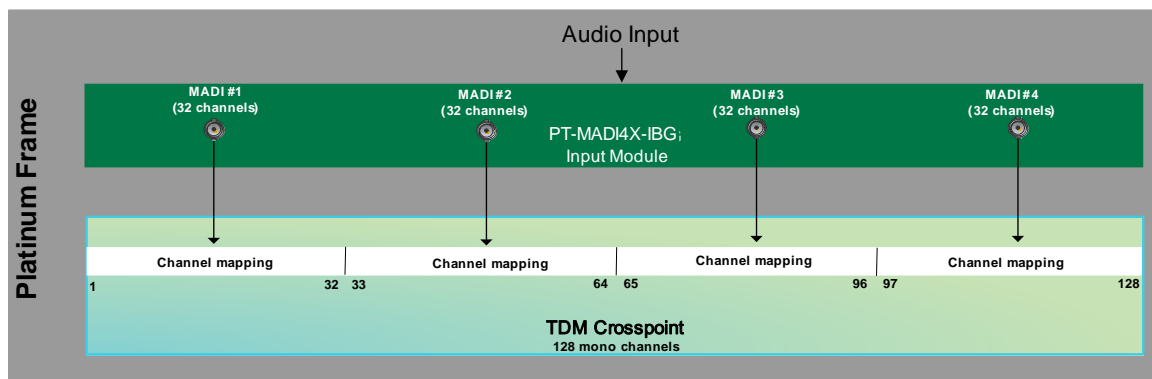 Platinum Frame
Audio Input
MADI #1
(32 channels)
MADI #2
(32 channels)
MADI #3
(32 channels)
MADI #4
(32 channels)
PT-MADI4X-IBG i
Input Module
Channel mapping
Channel mapping
Channel mapping
Channel mapping
1 32 33 64 65 96 97 128
TDM Crosspoint
128 mono channels